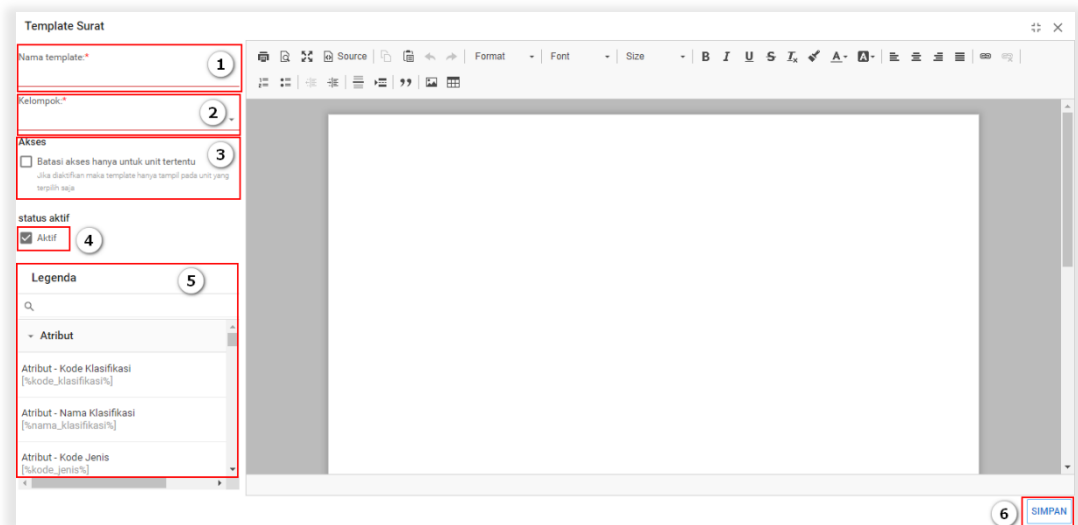 Template Surat
Nama template:*
1
Kelompok:*
2
Akses
3
Batasi akses hanya untuk unit tertentu
Jika diaktifkan maka template hanya tampil pada unit yang
terpilih saja
status aktif
Aktif
4
Legenda
5
Atribut
Atribut - Kode Klasifikasi
[%kode_klasifikasi%]
Atribut - Nama Klasifikasi
[%nama_klasifikasi%]
Atribut - Kode Jenis
[%kode_jenis%]
Source Format Font Size B I U S Ix A A
6
SIMPAN